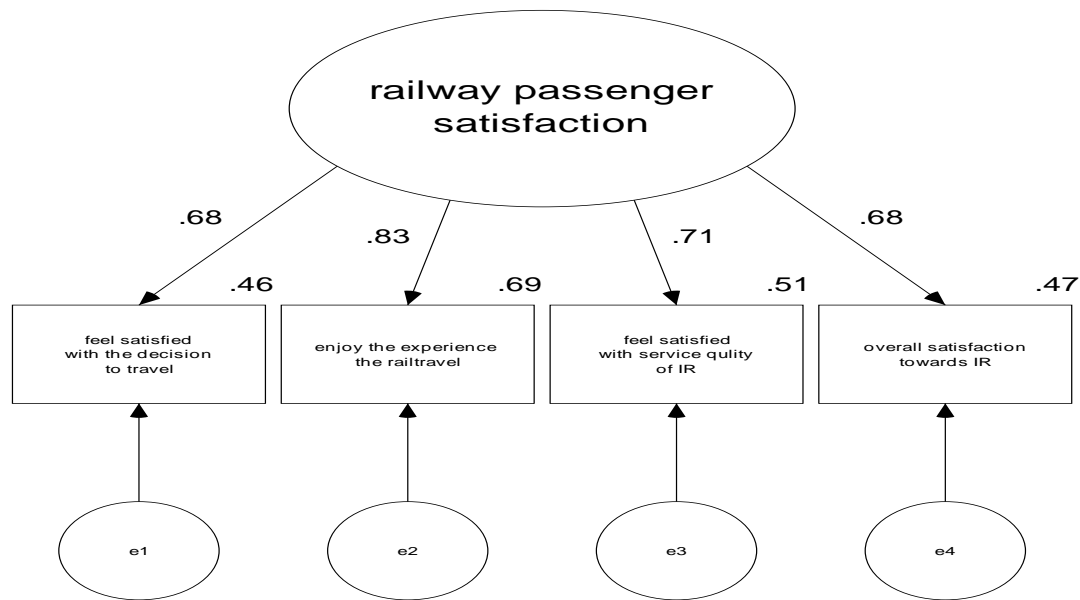 railway passenger
satisfaction
.68
.83
.71
.68
.46
.69
.51
.47
feel satisfied
with the decision
to travel
enjoy the experience
the railtravel
feel satisfied
with service qulity
of IR
overall satisfaction
towards IR
e1
e2
e3
e4